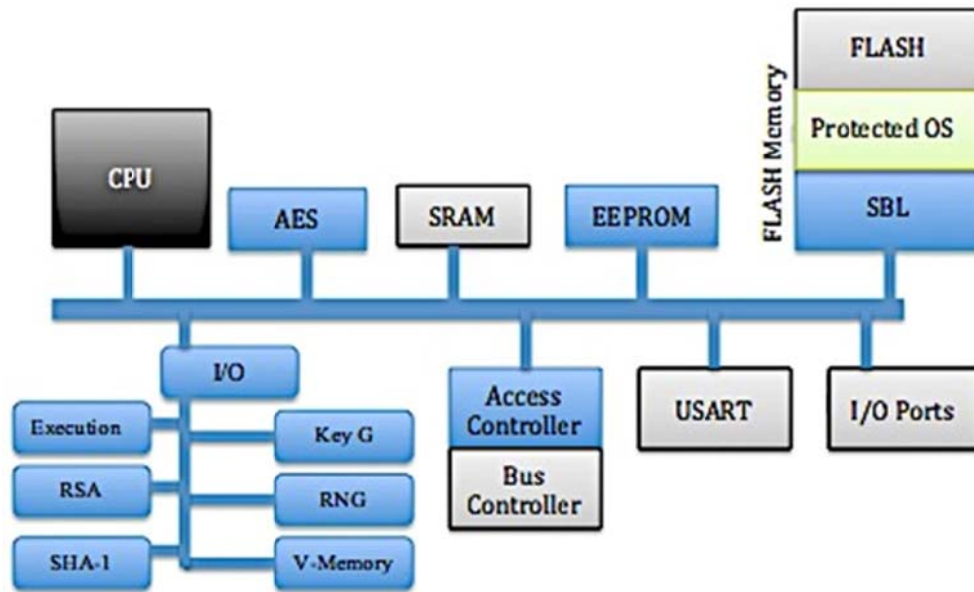 FLASH
Protected OS
SBL
FLASH Memory
CPU
AES
SRAM
EEPROM
I/O
Execution
Key G
RSA
RNG
SHA-1
V-Memory
Access
Controller
Bus
Controller
USART
I/O Ports